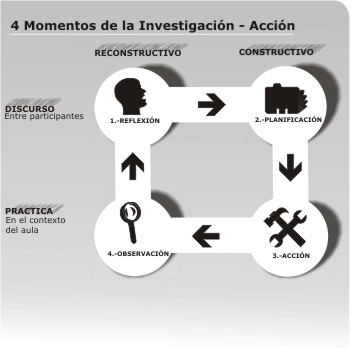 4 Momentos de la Investigación - Acción
RECONSTRUCTIVO
CONSTRUCTIVO
DISCURSO
Entre participantes
1.-REFLEXIÓN
2.-PLANIFICACIÓN
PRACTICA
En el contexto
del aula
4.-OBSERVACIÓN
3.-ACCIÓN